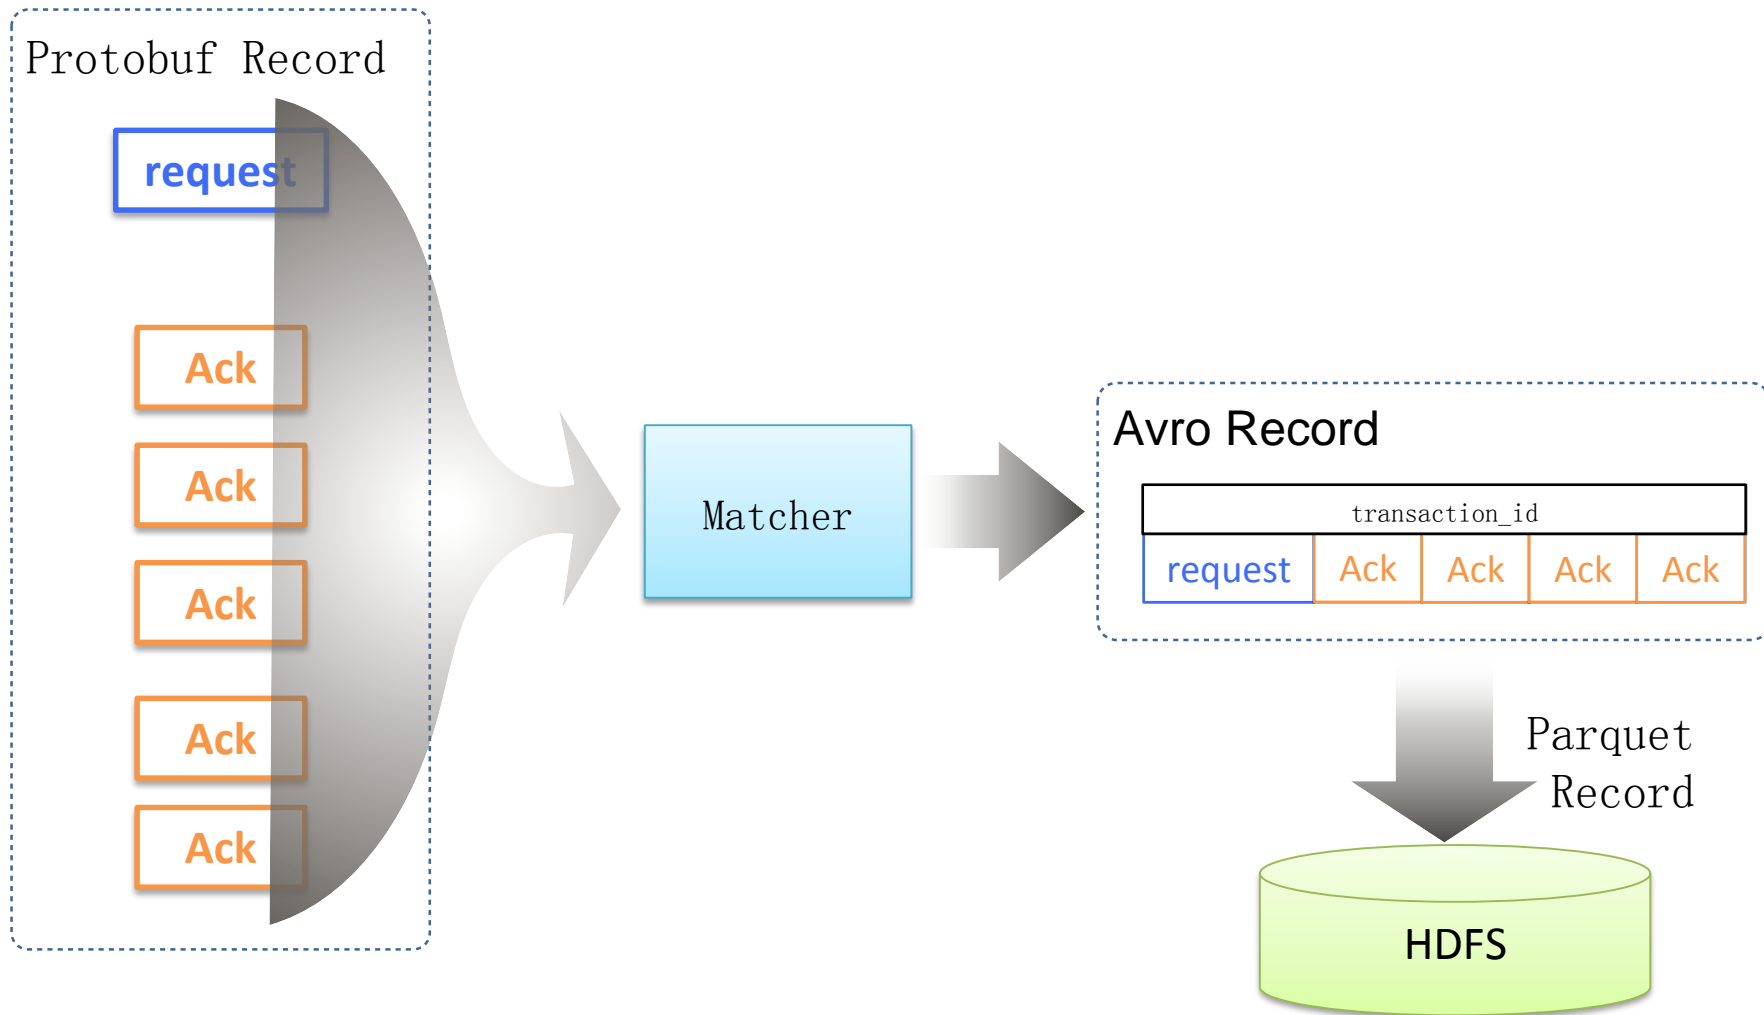 Protobuf Record
request
Ack
Ack
Ack
Ack
Ack
Matcher
Avro Record
transaction_id
request Ack Ack Ack Ack
Parquet
Record
HDFS